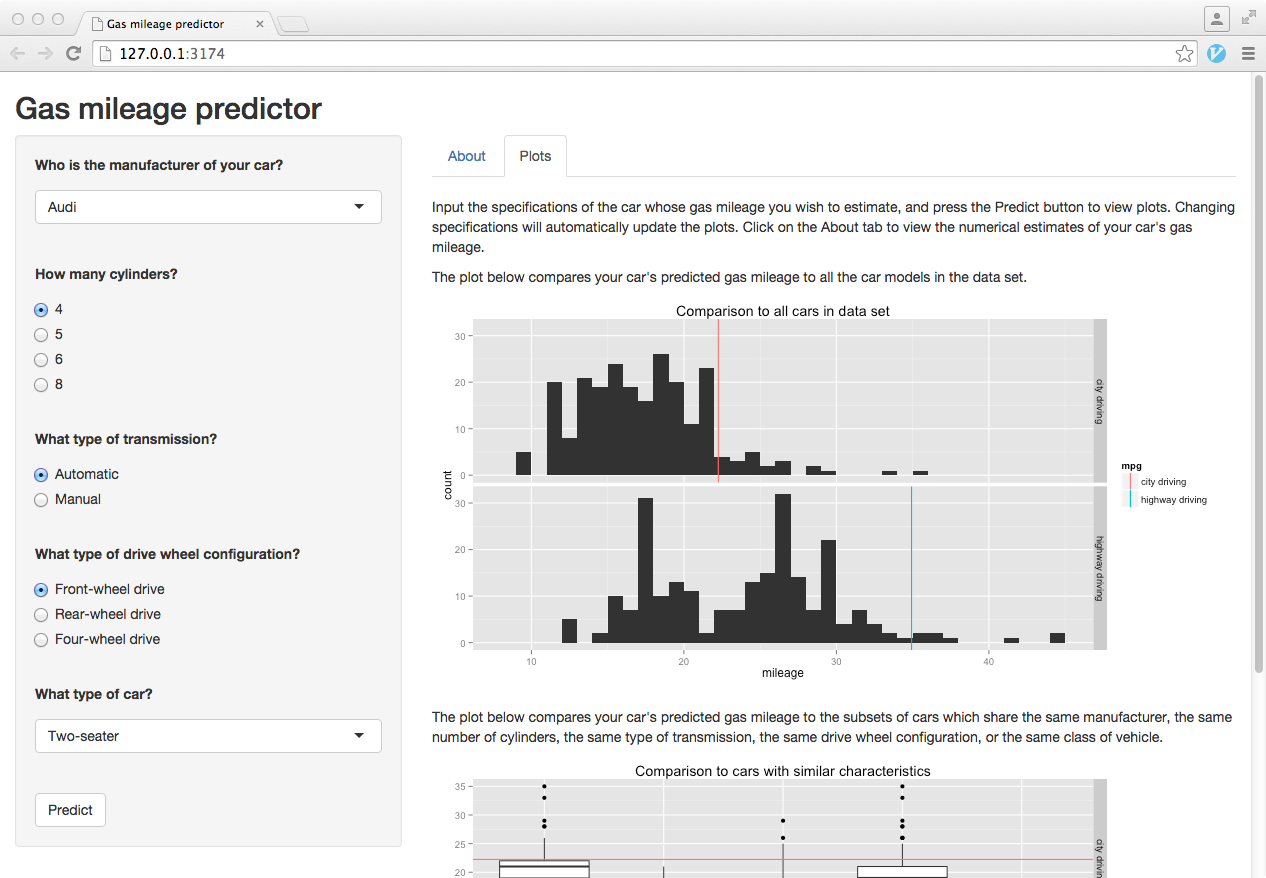 Gas mileage predictor
127.0.0.1:3174
Gas mileage predictor
Who is the manufacturer of your car?
Audi
How many cylinders?
4
5
6
8
What type of transmission?
Automatic
Manual
What type of drive wheel configuration?
Front-wheel drive
Rear-wheel drive
Four-wheel drive
What type of car?
Two-seater
Predict
About
Plots
Input the specifications of the car whose gas mileage you wish to estimate, and press the Predict button to view plots. Changing
specifications will automatically update the plots. Click on the About tab to view the numerical estimates of your car's gas
mileage.
The plot below compares your car's predicted gas mileage to all the car models in the data set.
Comparison to all cars in data set
30
20
10
0
city driving
count
30
20
10
0
highway driving
10
20
30
40
mileage
mpg
city driving
highway driving
The plot below compares your car's predicted gas mileage to the subsets of cars which share the same manufacturer, the same
number of cylinders, the same type of transmission, the same drive wheel configuration, or the same class of vehicle.
Comparison to cars with similar characteristics
35
30
25
20
city drivin